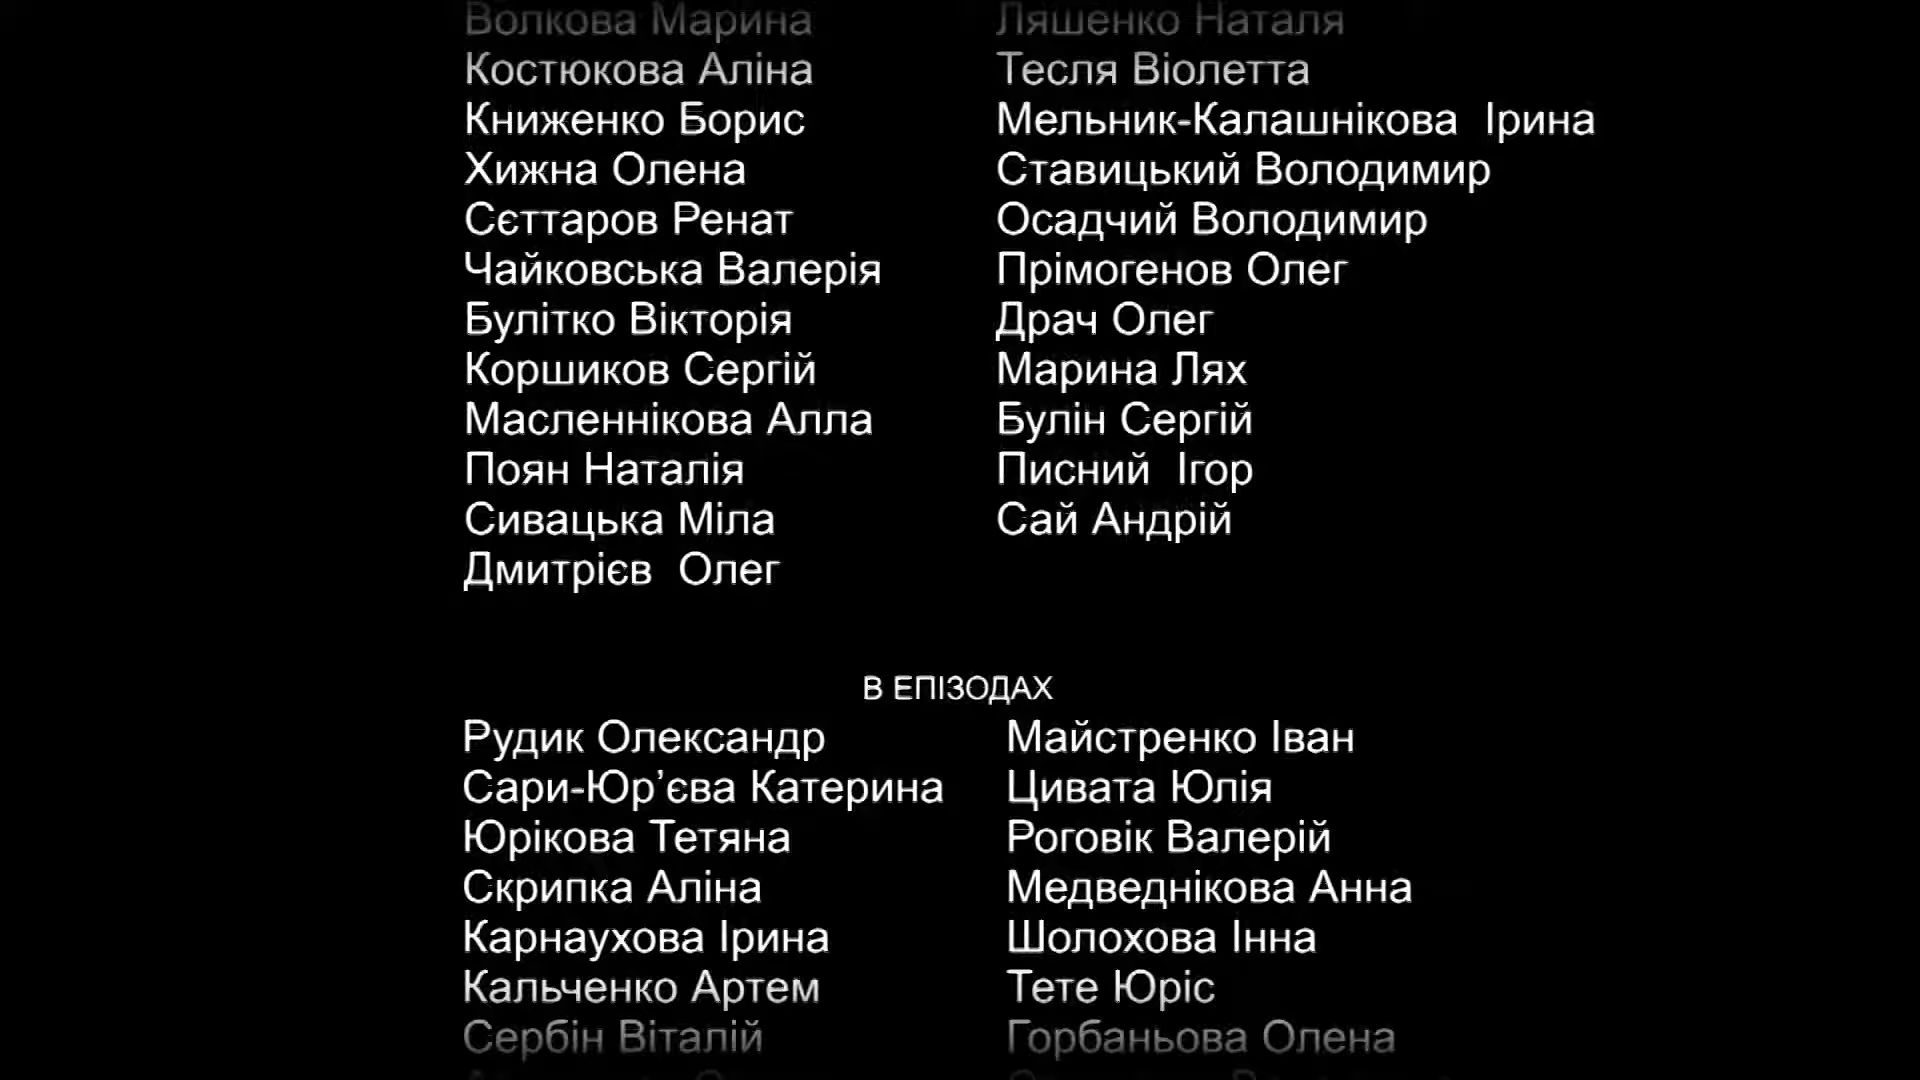 Волкова Марина
Костюкова Аліна
Книженко Борис
Хижна Олена
Сєттаров Ренат
Чайковська Валерія
Булітко Вікторія
Коршиков Сергій
Масленнікова Алла
Поян Наталія
Сивацька Міла
Дмитрієв Олег
Ляшенко Наталя
Тесля Віолетта
Мельник-Калашнікова Ірина
Ставицький Володимир
Осадчий Володимир
Прімогенов Олег
Драч Олег
Марина Лях
Булін Сергій
Писний Ігор
Сай Андрій
В ЕПІЗОДАХ
Рудик Олександр
Сари-Юр’єва Катерина
Юрікова Тетяна
Скрипка Аліна
Карнаухова Ірина
Кальченко Артем
Сербін Віталій
Майстренко Іван
Цивата Юлія
Роговік Валерій
Медведнікова Анна
Шолохова Інна
Тете Юріс
Горбаньова Олена